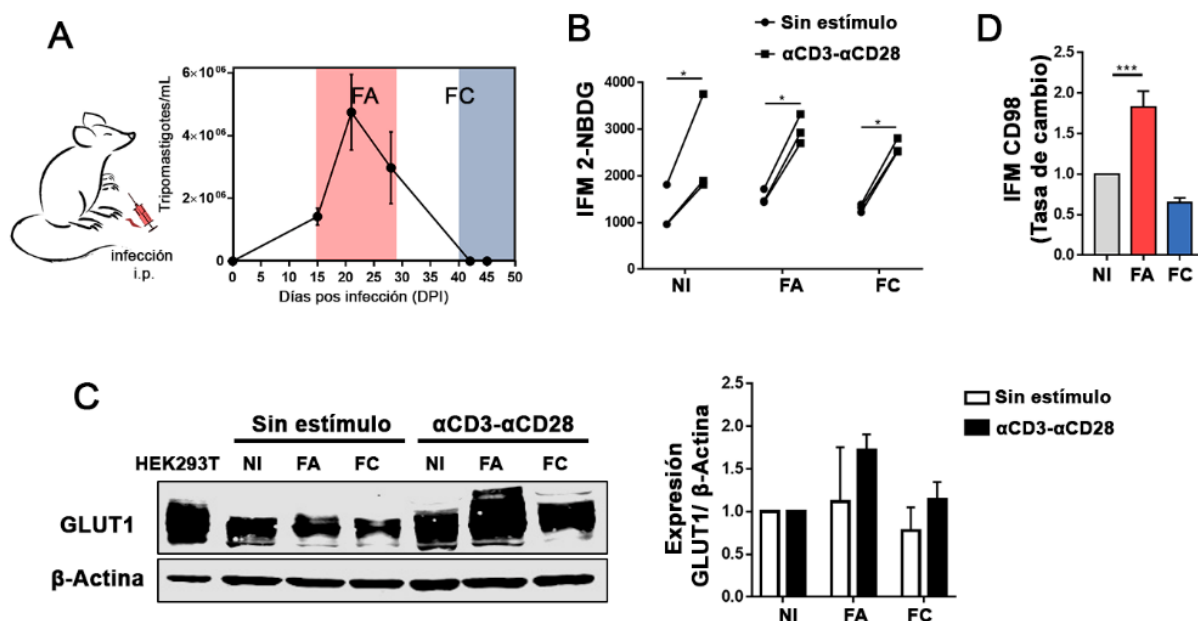 A
Tripomastigotes/mL
6×10⁰⁶
4×10⁰⁶
2×10⁰⁶
0
FA
FC
0 5 10 15 20 25 30 35 40 45 50
Días pos infección (DPI)
infección
i.p.
B
Sin estímulo
αCD3-αCD28
IFM 2-NBDG
4000
3000
2000
1000
0
*
*
*
NI FA FC
D
IFM CD98
(Tasa de cambio)
2.5
2.0
1.5
1.0
0.5
0.0
***
NI FA FC
C
Sin estímulo αCD3-αCD28
HEK293T NI FA FC NI FA FC
GLUT1
β-Actina
Expresión
GLUT1/ β-Actina
2.5
2.0
1.5
1.0
0.5
0.0
NI FA FC
Sin estímulo
αCD3-αCD28